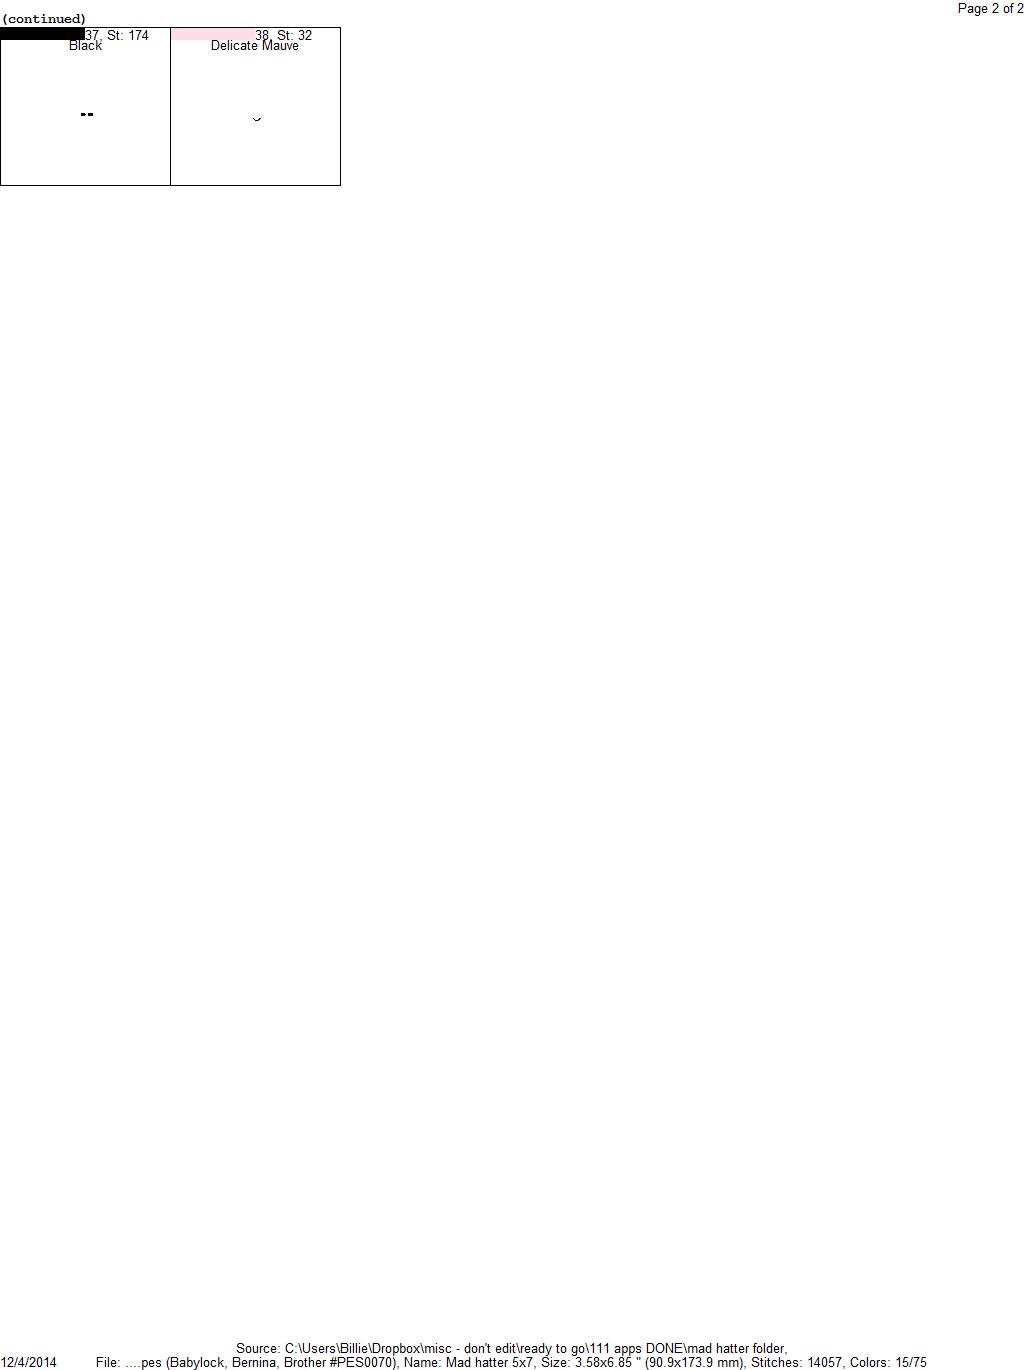 Page 2 of 2
(continued)
37, St: 174
Black
38, St: 32
Delicate Mauve
Source: C:\Users\Billie\Dropbox\misc - don't edit\ready to go\111 apps DONE\mad hatter folder,
12/4/2014 File: ....pes (Babylock, Bernina, Brother #PES0070), Name: Mad hatter 5x7, Size: 3.58x6.85 " (90.9x173.9 mm), Stitches: 14057, Colors: 15/75